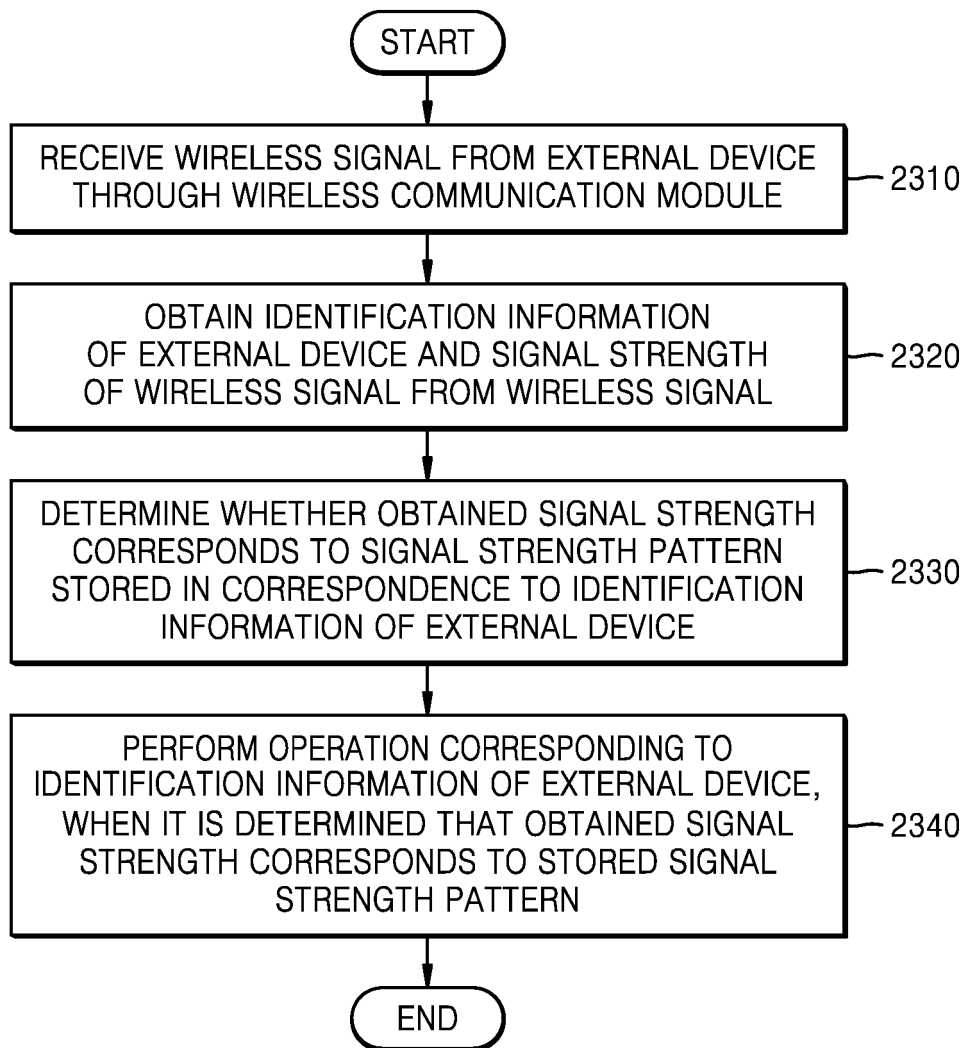 START
RECEIVE WIRELESS SIGNAL FROM EXTERNAL DEVICE
THROUGH WIRELESS COMMUNICATION MODULE
2310
OBTAIN IDENTIFICATION INFORMATION
OF EXTERNAL DEVICE AND SIGNAL STRENGTH
OF WIRELESS SIGNAL FROM WIRELESS SIGNAL
2320
DETERMINE WHETHER OBTAINED SIGNAL STRENGTH
CORRESPONDS TO SIGNAL STRENGTH PATTERN
STORED IN CORRESPONDENCE TO IDENTIFICATION
INFORMATION OF EXTERNAL DEVICE
2330
PERFORM OPERATION CORRESPONDING TO
IDENTIFICATION INFORMATION OF EXTERNAL DEVICE,
WHEN IT IS DETERMINED THAT OBTAINED SIGNAL
STRENGTH CORRESPONDS TO STORED SIGNAL
STRENGTH PATTERN
2340
END